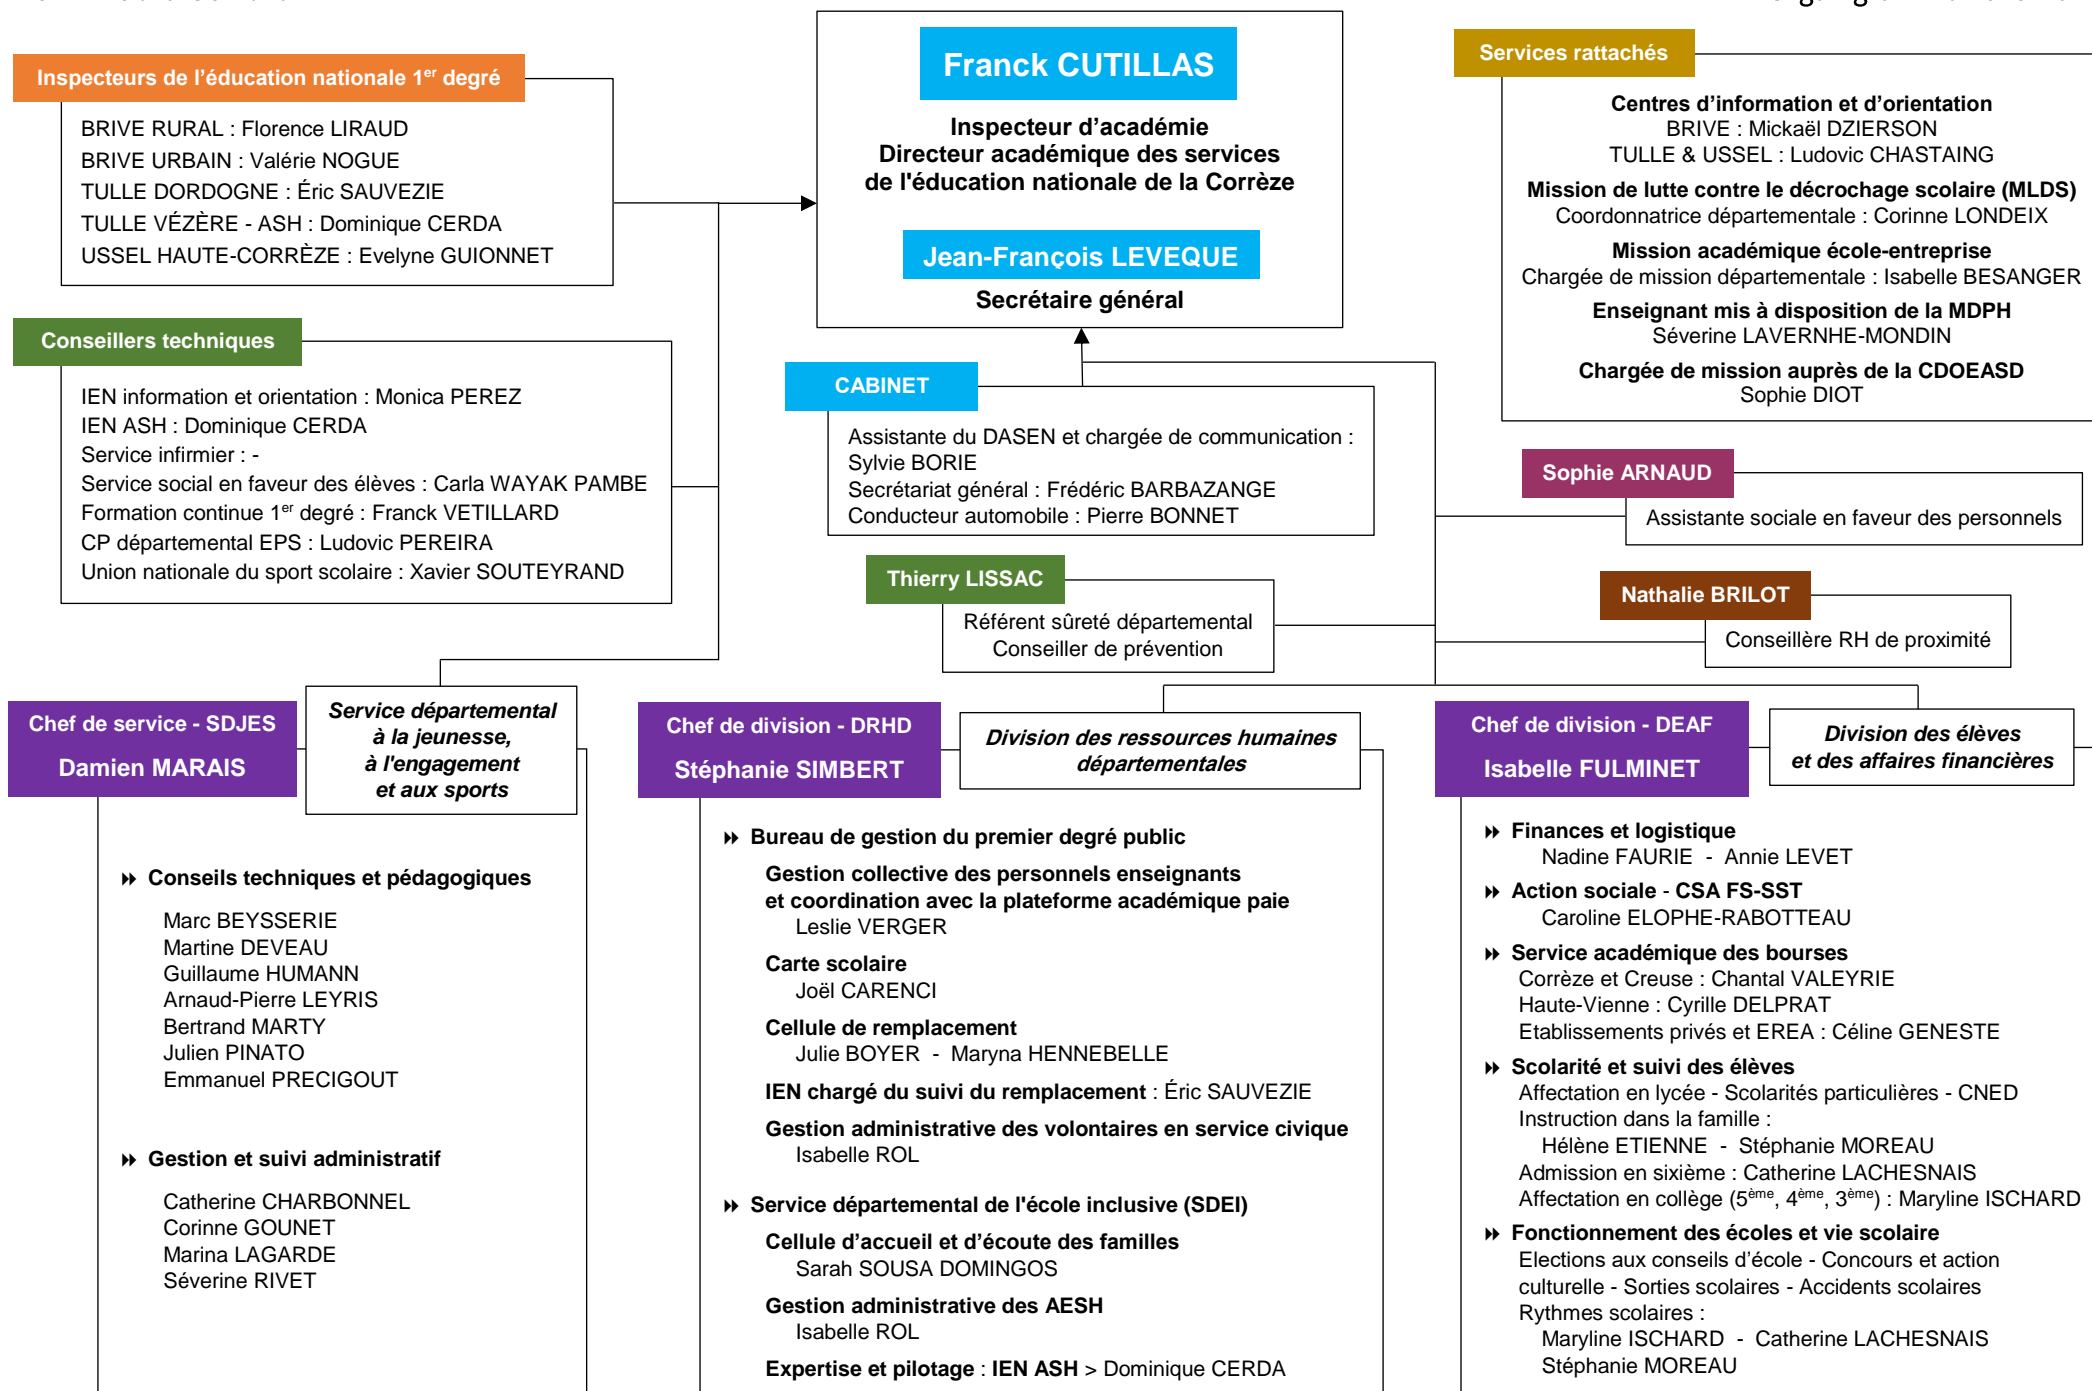 Franck CUTILLAS
Inspecteur d'académie
Directeur académique des services
de l'éducation nationale de la Corrèze
Jean-François LEVEQUE
Secrétaire général
Inspecteurs de l'éducation nationale 1er degré
BRIVE RURAL : Florence LIRAUD
BRIVE URBAIN : Valérie NOGUE
TULLE DORDOGNE : Éric SAUVEZIE
TULLE VÉZÈRE - ASH : Dominique CERDA
USSEL HAUTE-CORRÈZE : Evelyne GUIONNET
Conseillers techniques
IEN information et orientation : Monica PEREZ
IEN ASH : Dominique CERDA
Service infirmier : -
Service social en faveur des élèves : Carla WAYAK PAMBE
Formation continue 1er degré : Franck VETILLARD
CP départemental EPS : Ludovic PEREIRA
Union nationale du sport scolaire : Xavier SOUTEYRAND
CABINET
Assistante du DASEN et chargée de communication :
Sylvie BORIE
Secrétariat général : Frédéric BARBAZANGE
Conducteur automobile : Pierre BONNET
Thierry LISSAC
Référent sûreté départemental
Conseiller de prévention
Services rattachés
Centres d'information et d'orientation
BRIVE : Mickaël DZIERSON
TULLE & USSEL : Ludovic CHASTAING
Mission de lutte contre le décrochage scolaire (MLDS)
Coordonnatrice départementale : Corinne LONDEIX
Mission académique école-entreprise
Chargée de mission départementale : Isabelle BESANGER
Enseignant mis à disposition de la MDPH
Séverine LAVERNHE-MONDIN
Chargée de mission auprès de la CDOEASD
Sophie DIOT
Sophie ARNAUD
Assistante sociale en faveur des personnels
Nathalie BRILOT
Conseillère RH de proximité
Chef de service - SDJES
Damien MARAIS
Service départemental
à la jeunesse,
à l'engagement
et aux sports
Conseils techniques et pédagogiques
Marc BEYSSERIE
Martine DEVEAU
Guillaume HUMANN
Arnaud-Pierre LEYRIS
Bertrand MARTY
Julien PINATO
Emmanuel PRECIGOUT
Gestion et suivi administratif
Catherine CHARBONNEL
Corinne GOUNET
Marina LAGARDE
Séverine RIVET
Chef de division - DRHD
Stéphanie SIMBERT
Division des ressources humaines
départementales
Bureau de gestion du premier degré public
Gestion collective des personnels enseignants
et coordination avec la plateforme académique paie
Leslie VERGER
Carte scolaire
Joël CARENCI
Cellule de remplacement
Julie BOYER - Maryna HENNEBELLE
IEN chargé du suivi du remplacement : Éric SAUVEZIE
Gestion administrative des volontaires en service civique
Isabelle ROL
Service départemental de l'école inclusive (SDEI)
Cellule d'accueil et d'écoute des familles
Sarah SOUSA DOMINGOS
Gestion administrative des AESH
Isabelle ROL
Expertise et pilotage : IEN ASH > Dominique CERDA
Chef de division - DEAF
Isabelle FULMINET
Division des élèves
et des affaires financières
Finances et logistique
Nadine FAURIE - Annie LEVET
Action sociale - CSA FS-SST
Caroline ELOPHE-RABOTTEAU
Service académique des bourses
Corrèze et Creuse : Chantal VALEYRIE
Haute-Vienne : Cyrille DELPRAT
Etablissements privés et EREA : Céline GENESTE
Scolarité et suivi des élèves
Affectation en lycée - Scolarités particulières - CNED
Instruction dans la famille :
Hélène ETIENNE - Stéphanie MOREAU
Admission en sixième : Catherine LACHESNAIS
Affectation en collège (5ème, 4ème, 3ème) : Maryline ISCHARD
Fonctionnement des écoles et vie scolaire
Elections aux conseils d'école - Concours et action
culturelle - Sorties scolaires - Accidents scolaires
Rythmes scolaires :
Maryline ISCHARD - Catherine LACHESNAIS
Stéphanie MOREAU